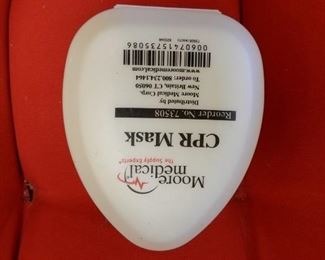 Moore
medical
The Supply Experts®
CPR Mask
Reorder No. 73508
Distributed by
Moore Medical Corp.
New Britain, CT 06050
To order: 800.234.1464
www.mooremedical.com
00607415735086